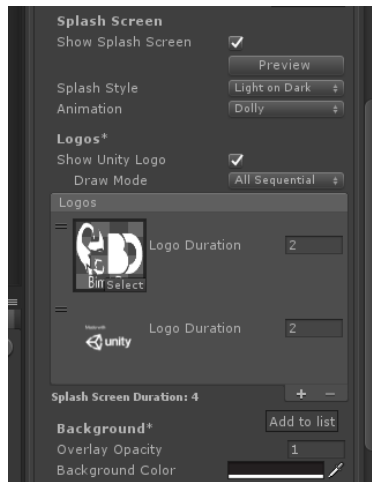 Splash Screen
Show Splash Screen
Preview
Splash Style Light on Dark
Animation Dolly
Logos*
Show Unity Logo
Draw Mode All Sequential
Logos
Logo Duration 2
Select
Made with
unity
Logo Duration 2
Splash Screen Duration: 4 + −
Add to list
Background*
Overlay Opacity 1
Background Color